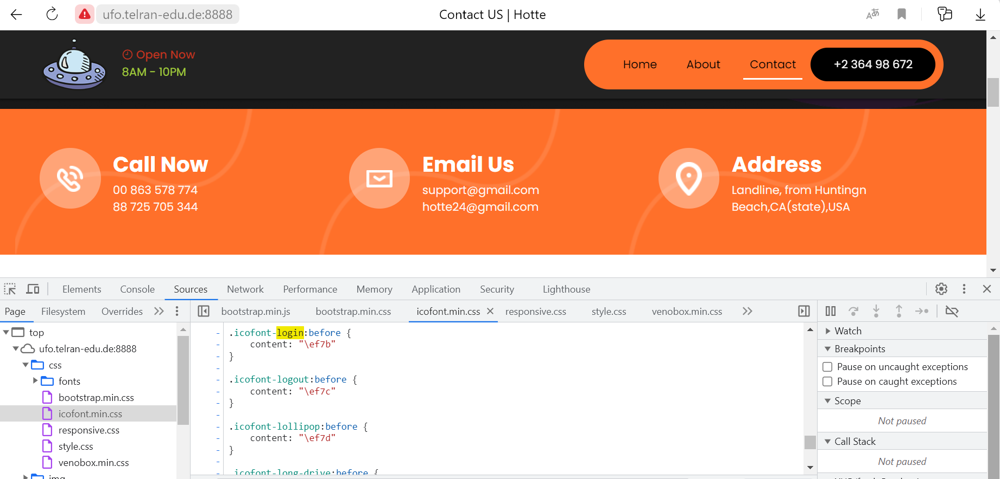 ufo.telran-edu.de:8888
Contact US | Hotte
Open Now
8AM - 10PM
Home
About
Contact
+2 364 98 672
Call Now
00 863 578 774
88 725 705 344
Email Us
support@gmail.com
hotte24@gmail.com
Address
Landline, from Huntingn
Beach,CA(state),USA
Elements
Console
Sources
Network
Performance
Memory
Application
Security
Lighthouse
Page
Filesystem
Overrides
bootstrap.min.js
bootstrap.min.css
icofont.min.css
responsive.css
style.css
venobox.min.css
top
ufo.telran-edu.de:8888
css
fonts
bootstrap.min.css
icofont.min.css
responsive.css
style.css
venobox.min.css
img
.icofont-login:before {
content: "\ef7b"
}
.icofont-logout:before {
content: "\ef7c"
}
.icofont-lollipop:before {
content: "\ef7d"
}
.icofont-long-drive:before {
Watch
Breakpoints
Pause on uncaught exceptions
Pause on caught exceptions
Scope
Not paused
Call Stack
Not paused